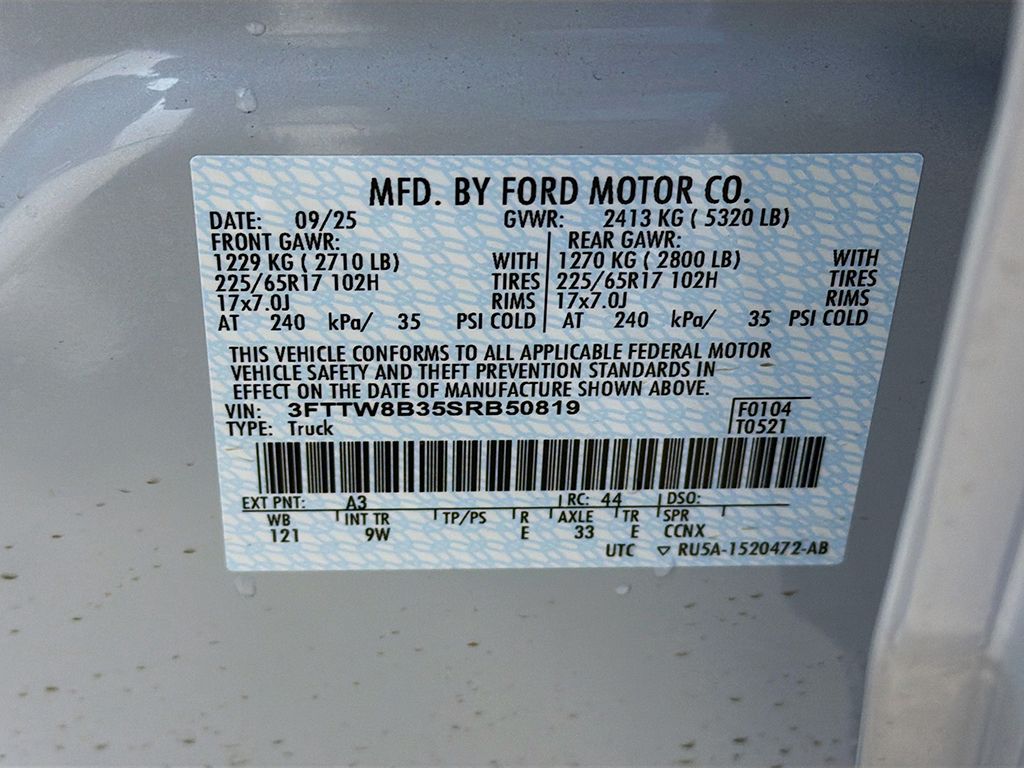 MFD. BY FORD MOTOR CO.
DATE: 09/25 GVWR: 2413 KG ( 5320 LB)
FRONT GAWR: REAR GAWR:
1229 KG ( 2710 LB) WITH 1270 KG ( 2800 LB) WITH
225/65R17 102H TIRES 225/65R17 102H TIRES
17x7.0J RIMS 17x7.0J RIMS
AT 240 kPa/ 35 PSI COLD AT 240 kPa/ 35 PSI COLD
THIS VEHICLE CONFORMS TO ALL APPLICABLE FEDERAL MOTOR
VEHICLE SAFETY AND THEFT PREVENTION STANDARDS IN
EFFECT ON THE DATE OF MANUFACTURE SHOWN ABOVE.
VIN: 3FTTW8B35SRB50819 F0104
TYPE: Truck T0521
EXT PNT: A3 RC: 44 DSO:
WB INT TR TP/PS R AXLE TR SPR
121 9W E 33 E CCNX
UTC ▽ RU5A-1520472-AB